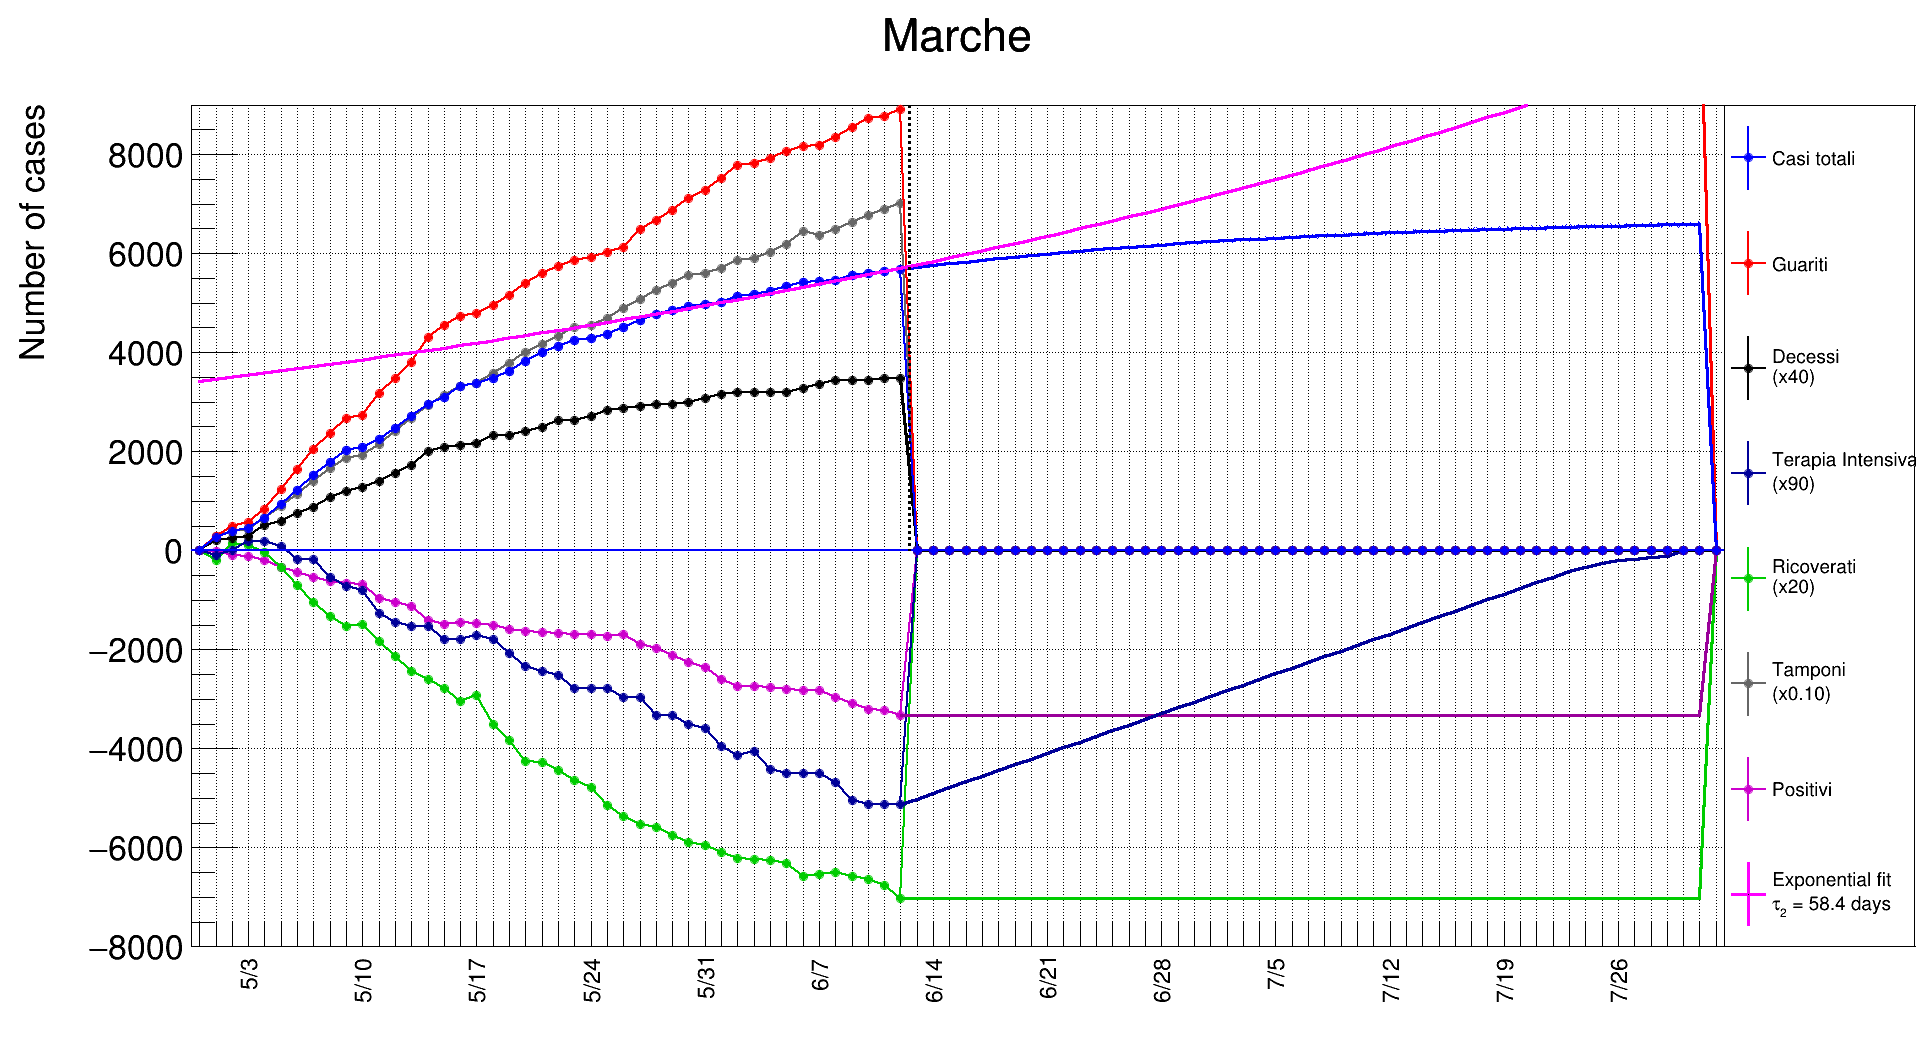 Marche
Number of cases
8000
6000
4000
2000
0
−2000
−4000
−6000
−8000
5/3
5/10
5/17
5/24
5/31
6/7
6/14
6/21
6/28
7/5
7/12
7/19
7/26
Casi totali
Guariti
Decessi
(x40)
Terapia Intensiva
(x90)
Ricoverati
(x20)
Tamponi
(x0.10)
Positivi
Exponential fit
τ2 = 58.4 days